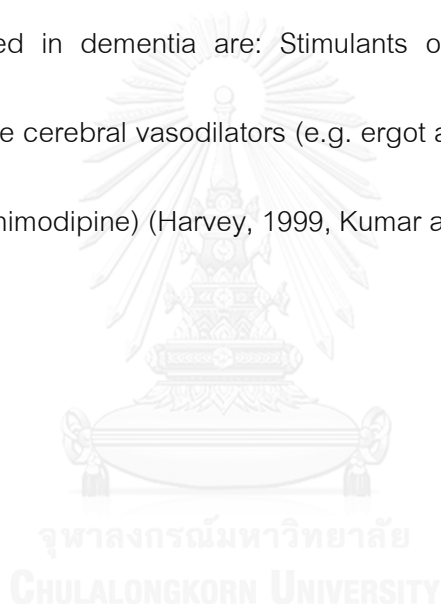 ed in dementia are: Stimulants o
e cerebral vasodilators (e.g. ergot a
nimodipine) (Harvey, 1999, Kumar a
จุฬาลงกรณ์มหาวิทยาลัย
CHULALONGKORN UNIVERSITY